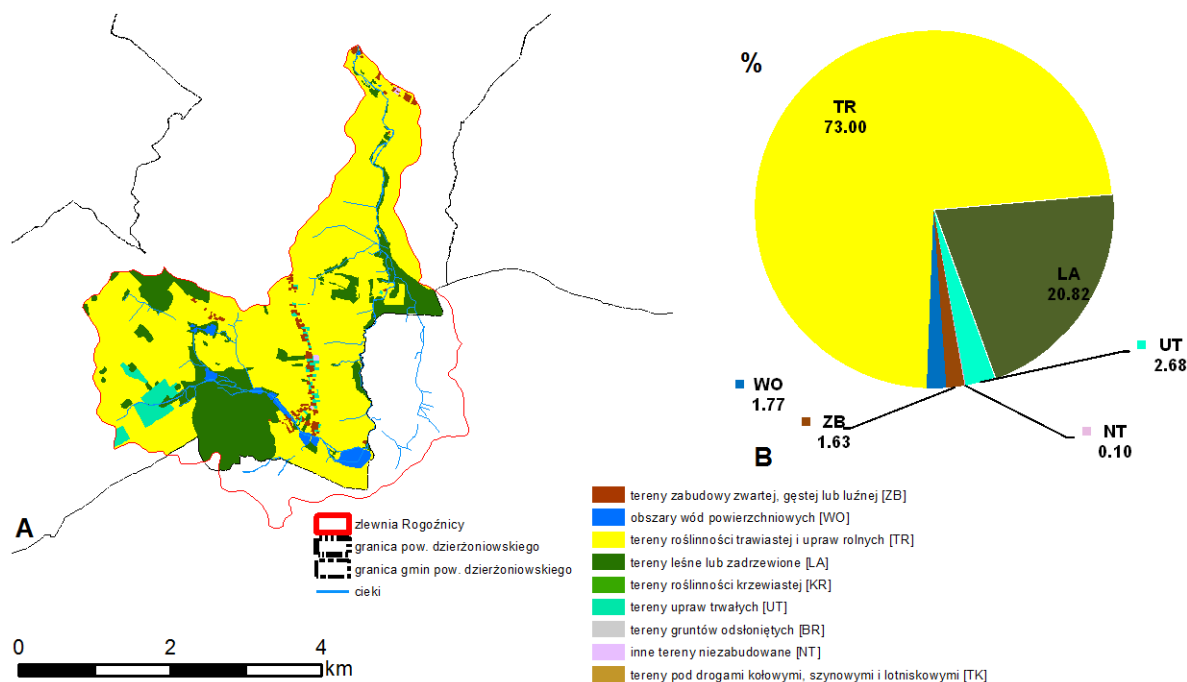 %
TR
73.00
LA
20.82
UT
2.68
WO
1.77
ZB
1.63
NT
0.10
B
A
zlewnia Rogoźnicy
granica pow. dzierżoniowskiego
granica gmin pow. dzierżoniowskiego
cieki
0 2 4
km
tereny zabudowy zwartej, gęstej lub luźnej [ZB]
obszary wód powierzchniowych [WO]
tereny roślinności trawiastej i upraw rolnych [TR]
tereny leśne lub zadrzewione [LA]
tereny roślinności krzewiastej [KR]
tereny upraw trwałych [UT]
tereny gruntów odsłoniętych [BR]
inne tereny niezabudowane [NT]
tereny pod drogami kołowymi, szynowymi i lotniskowymi [TK]